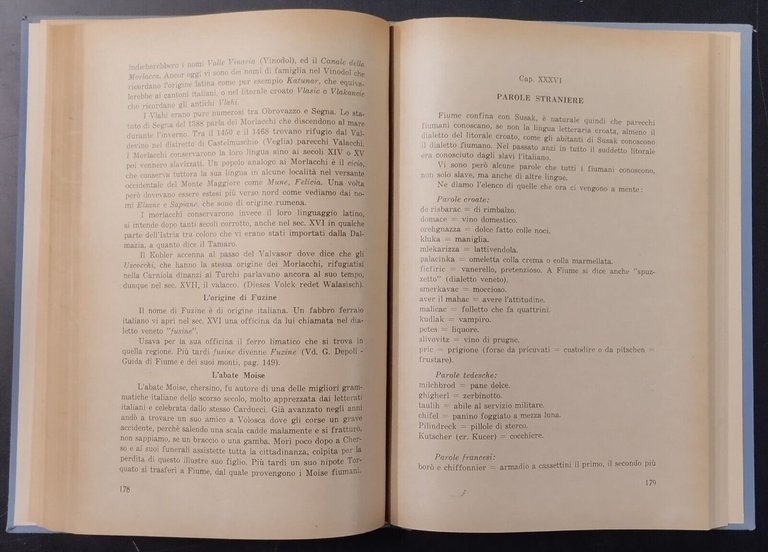 indicherebbero i nomi Valle Vinaria (Vinodol), ed il Canale della
Morlacca. Ancor oggi vi sono dei nomi di famiglia nel Vinodol che
ricordano l'origine latina come per esempio Katunar, che equiva-
lerebbe ai cantoni italiani, o nel litorale croato Vlasic o Vlakancic
che ricordano gli antichi Vlahi.
I Vlahi erano pure numerosi tra Obrovazzo e Segna. Lo sta-
tuto di Segna del 1388 parla dei Morlacchi che discendono al mare
durante l'inverno. Tra il 1450 e il 1468 trovano rifugio dal Val-
devino nel distretto di Castelmuschio (Veglia) parecchi Valacchi.
I Morlacchi conservarono la loro lingua sino ai secoli XIV o XV
poi vennero slavizzati. Un popolo analogo ai Morlacchi è il cicio,
che conserva tuttora la sua lingua in alcune località nel versante
occidentale del Monte Maggiore come Mune, Felicia. Una volta
però dovevano essere estesi più verso nord come vediamo dai no-
mi Elsane e Sapiane, che sono di origine rumena.
I morlacchi conservarono invece il loro linguaggio latino,
si intende dopo tanti secoli corrotto, anche nel sec. XVI in qualche
parte dell'Istria tra coloro che vi erano stati importati dalla Dal-
mazia, a quanto dice il Tamaro.
Il Kobler accenna al passo del Valvasor dove dice che gli
Uscocchi, che hanno la stessa origine dei Morlacchi, rifugiatisi
nella Carniola dinanzi ai Turchi parlavano ancora al suo tempo,
dunque nel sec. XVII, il valacco. (Dieses Volck redet Walasisch).
L'origine di Fuzine
Il nome di Fuzine è di origine italiana. Un fabbro ferraio
italiano vi apri nel sec. XVI una officina da lui chiamata nel dia-
letto veneto "fusine".
Usava per la sua officina il ferro limatico che si trova in
quella regione. Più tardi fusine divenne Fuzine (Vd. G. Depoli -
Guida di Fiume e dei suoi monti, pag. 149).
L'abate Moise
L'abate Moise, chersino, fu autore di una delle migliori gram-
matiche italiane dello scorso secolo, molto apprezzata dai letterati
italiani e celebrata dallo stesso Carducci. Già avanzato negli anni
andò a trovare un suo amico a Volosca dove gli corse un grave
accidente, perchè salendo una scala cadde malamente e si fratturò,
non sappiamo, se un braccio o una gamba. Morì poco dopo a Cher-
so e ai suoi funerali assistette tutta la cittadinanza, colpita per la
perdita di questo illustre suo figlio. Più tardi un suo nipote Tor-
quato si trasferì a Fiume, dal quale provengono i Moise fiumani.
178
Cap. XXXVI
PAROLE STRANIERE
Fiume confina con Susak, è naturale quindi che parecchi
fiumani conoscano, se non la lingua letteraria croata, almeno il
dialetto del litorale croato, come gli abitanti di Susak conoscono
il dialetto fiumano. Nel passato anzi in tutto il suddetto litorale
era conosciuto dagli slavi l'italiano.
Vi sono però alcune parole che tutti i fiumani conoscono,
non solo slave, ma anche di altre lingue.
Ne diamo l'elenco di quelle che ora ci vengono a mente:
Parole croate:
de risbarac = di rimbalzo.
domace = vino domestico.
orehgnazza = dolce fatto colle noci.
kluka = maniglia.
mlekarizza = lattivendola.
palacinka = omeletta colla crema o colla marmellata.
ficfiric = vanerello, pretenzioso. A Fiume si dice anche "spuz-
zetto" (dialetto veneto).
smerkavac = moccioso.
aver il mahac = avere l'attitudine.
malicac = folletto che fa quattrini.
kudlak = vampiro.
petes = liquore.
slivovitz = vino di prugne.
pric = prigione (forse da pricuvati = custodire o da pitschen =
frustare).
Parole tedesche:
milchbrod = pane dolce.
ghigherl = zerbinotto.
taulih = abile al servizio militare.
chifel = panino foggiato a mezza luna.
Pilindreck = pillole di sterco.
Kutscher (cr. Kucer) = cocchiere.
Parole francesi:
borò e chiffonnier = armadio a cassettini il primo, il secondo più
179